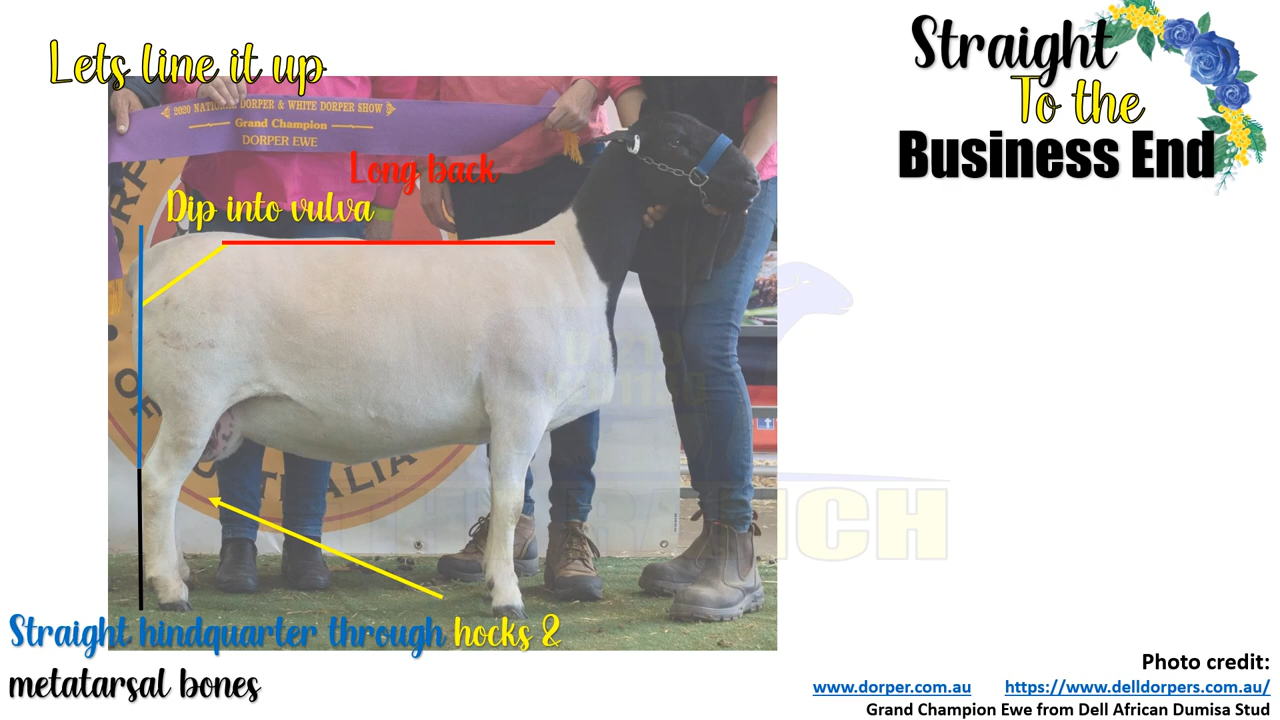 Lets line it up
Straight
To the
Business End
2020 NATIONAL DORPER & WHITE DORPER SHOW
Grand Champion
DORPER EWE
Long back
Dip into vulva
THE RANCH
Straight hindquarter through hocks &
metatarsal bones
Photo credit:
www.dorper.com.au https://www.delldorpers.com.au/
Grand Champion Ewe from Dell African Dumisa Stud